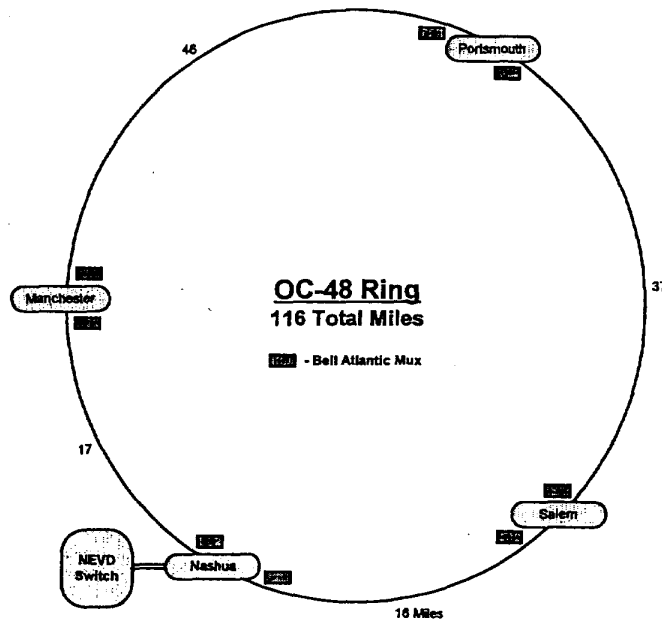 46
Portsmouth
37
Manchester
OC-48 Ring
116 Total Miles
- Bell Atlantic Mux
17
Salem
NEVD
Switch
Nashua
16 Miles